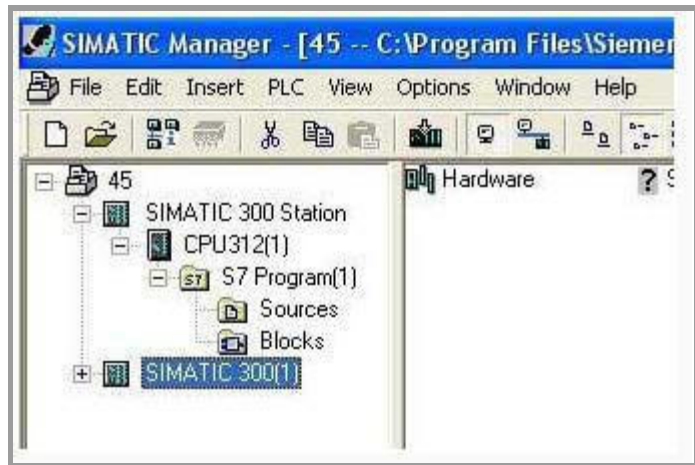 SIMATIC Manager - [45 -- C:\Program Files\Siemer
File Edit Insert PLC View Options Window Help
45
Hardware
?
SIMATIC 300 Station
CPU312(1)
S7 Program(1)
Sources
Blocks
SIMATIC 300(1)